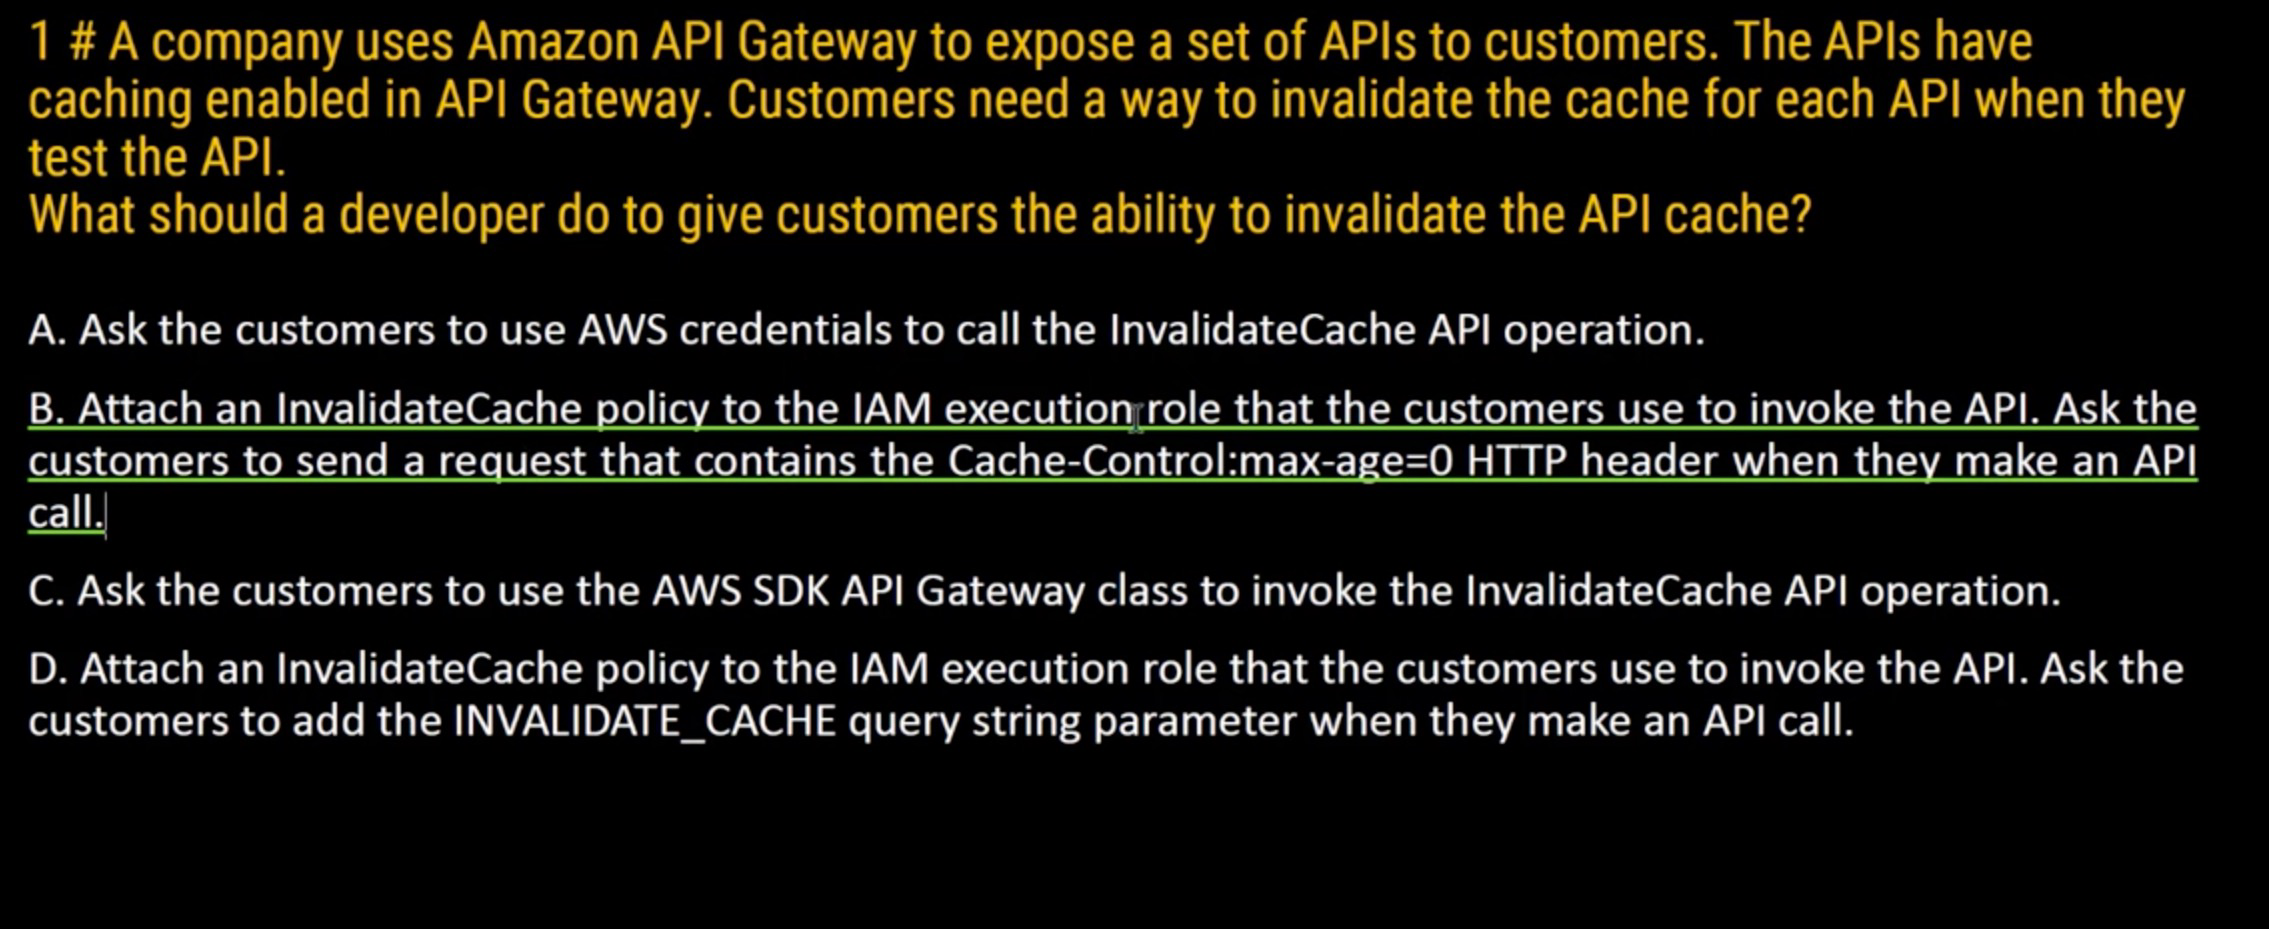 1 # A company uses Amazon API Gateway to expose a set of APIs to customers. The APIs have
caching enabled in API Gateway. Customers need a way to invalidate the cache for each API when they
test the API.
What should a developer do to give customers the ability to invalidate the API cache?
A. Ask the customers to use AWS credentials to call the InvalidateCache API operation.
B. Attach an InvalidateCache policy to the IAM execution role that the customers use to invoke the API. Ask the
customers to send a request that contains the Cache-Control:max-age=0 HTTP header when they make an API
call.
C. Ask the customers to use the AWS SDK API Gateway class to invoke the InvalidateCache API operation.
D. Attach an InvalidateCache policy to the IAM execution role that the customers use to invoke the API. Ask the
customers to add the INVALIDATE_CACHE query string parameter when they make an API call.